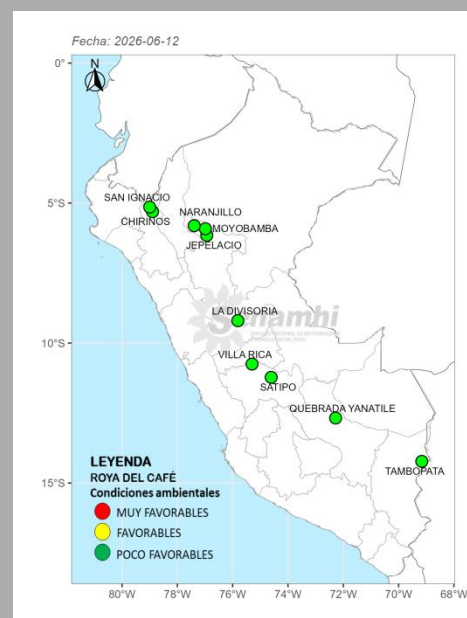 Fecha: 2026-06-12
N
0°
5°S
10°S
15°S
SAN IGNACIO
CHIRINOS
NARANJILLO
MOYOBAMBA
JEPELACIO
LA DIVISORIA
Senamhi
VILLA RICA
SATIPO
QUEBRADA YANATILE
TAMBOPATA
LEYENDA
ROYA DEL CAFÉ
Condiciones ambientales
MUY FAVORABLES
FAVORABLES
POCO FAVORABLES
80°W 78°W 76°W 74°W 72°W 70°W 68°W